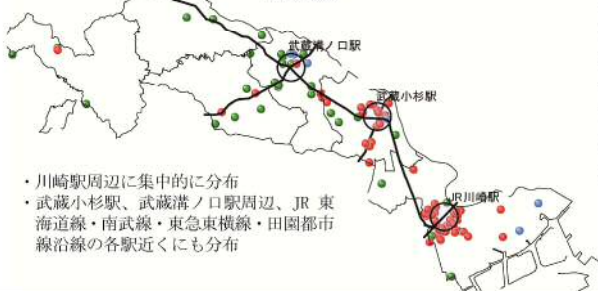 武蔵溝ノ口駅
武蔵小杉駅
JR川崎駅
・川崎駅周辺に集中的に分布
・武蔵小杉駅、武蔵溝ノ口駅周辺、JR 東
海道線・南武線・東急東横線・田園都市
線沿線の各駅近くにも分布